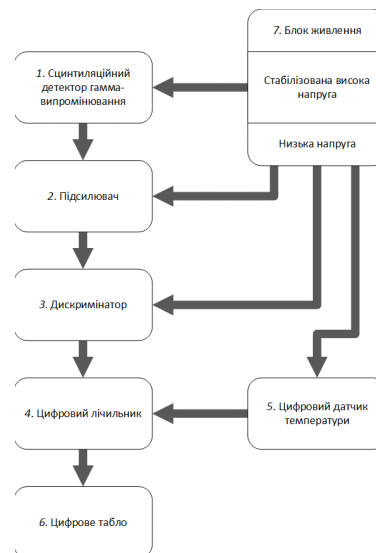 7. Блок живлення
1. Сцинтиляційний
детектор гамма-
випромінювання
Стабілізована висока
напруга
Низька напруга
2. Підсилювач
3. Дискримінатор
4. Цифровий лічильник
5. Цифровий датчик
температури
6. Цифрове табло